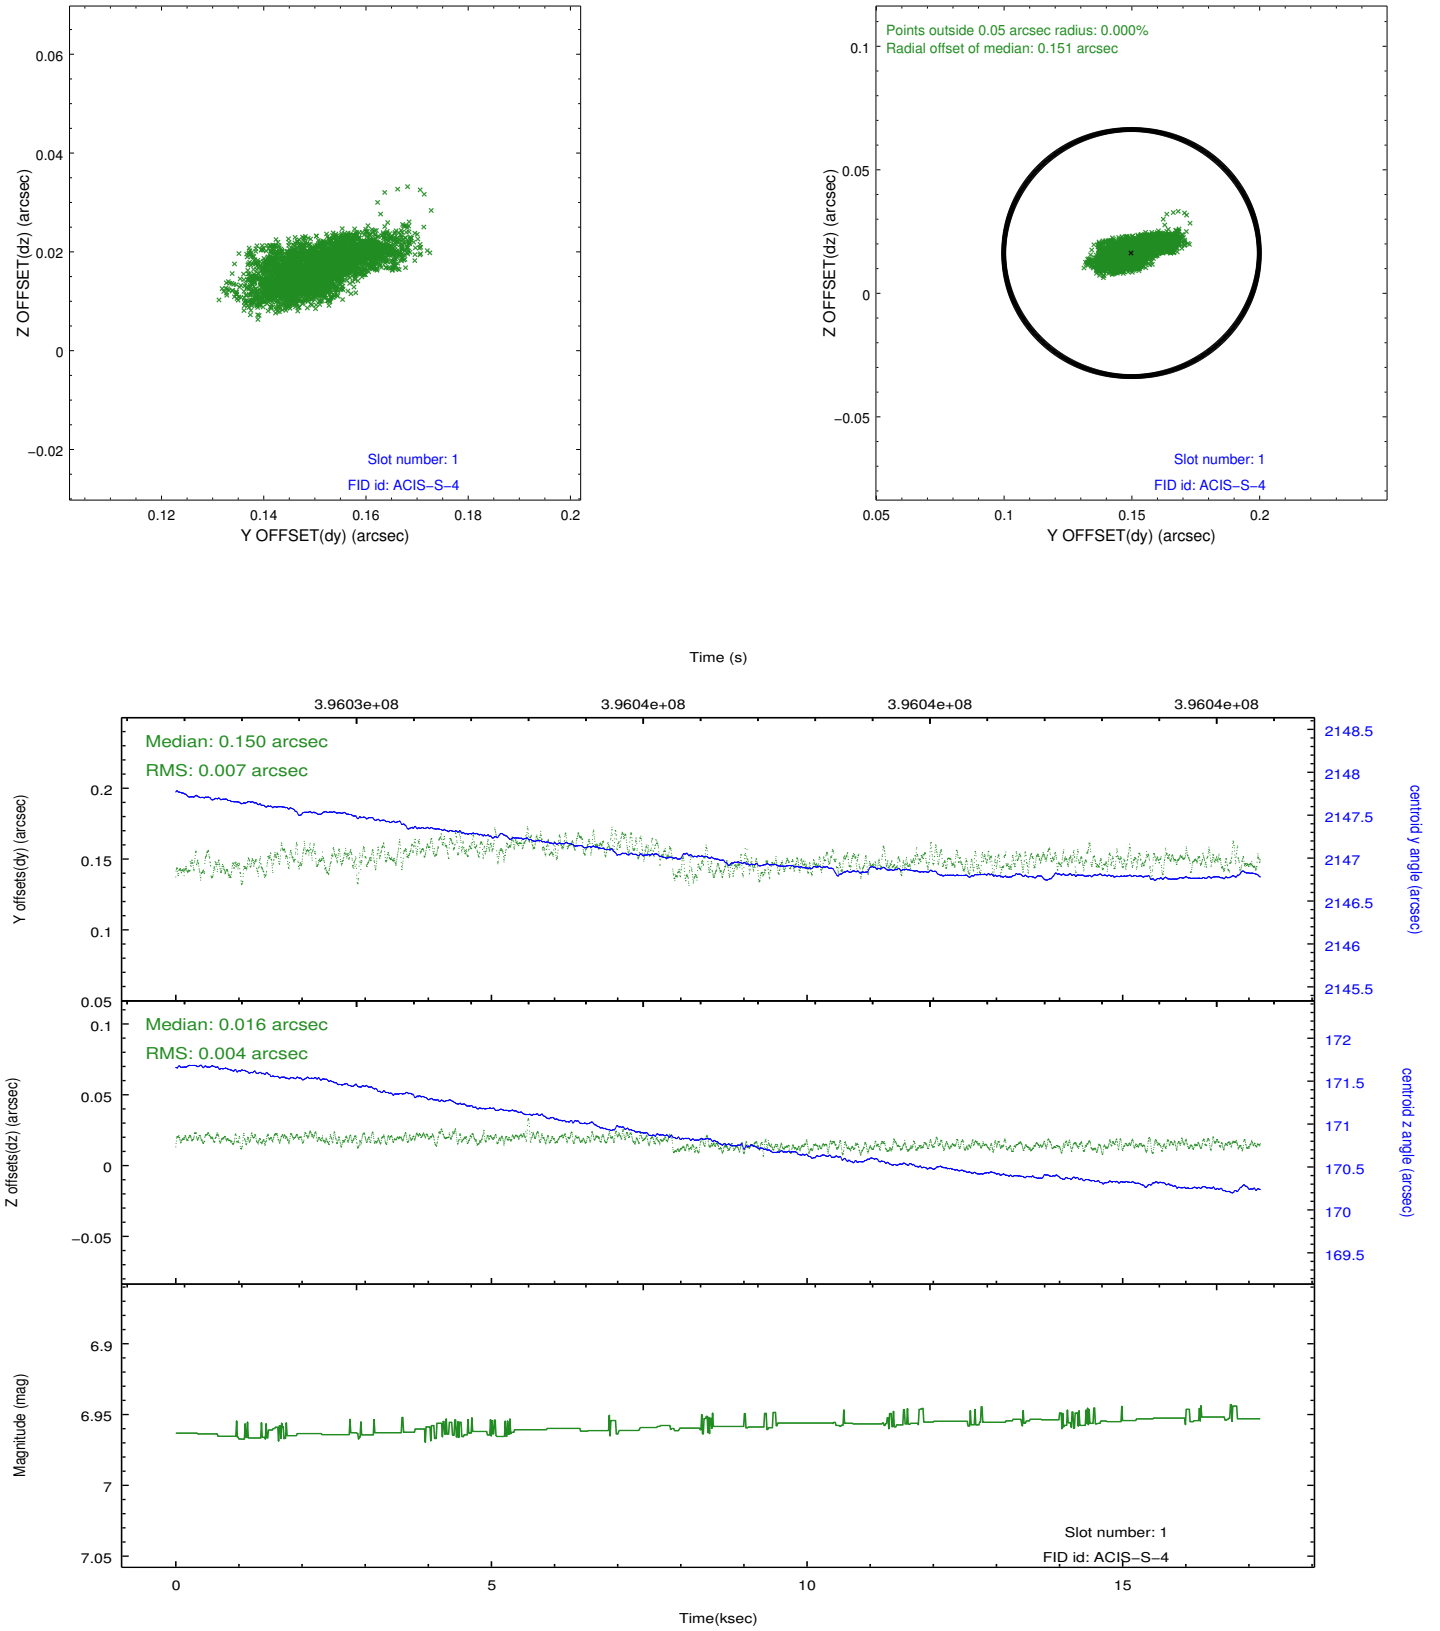 0.06
0.04
0.02
0
−0.02
Z OFFSET(dz) (arcsec)
Slot number: 1
FID id: ACIS−S−4
0.12
0.14
0.16
0.18
0.2
Y OFFSET(dy) (arcsec)
Points outside 0.05 arcsec radius: 0.000%
Radial offset of median: 0.151 arcsec
0.1
0.05
0
−0.05
Z OFFSET(dz) (arcsec)
Slot number: 1
FID id: ACIS−S−4
0.05
0.1
0.15
0.2
Y OFFSET(dy) (arcsec)
Time (s)
3.9603e+08
3.9604e+08
3.9604e+08
3.9604e+08
Median: 0.150 arcsec
RMS: 0.007 arcsec
0.2
0.15
0.1
0.05
Y offsets(dy) (arcsec)
2148.5
2148
2147.5
2147
2146.5
2146
2145.5
centroid y angle (arcsec)
Median: 0.016 arcsec
RMS: 0.004 arcsec
0.1
0.05
0
−0.05
Z offsets(dz) (arcsec)
172
171.5
171
170.5
170
169.5
centroid z angle (arcsec)
6.9
6.95
7
7.05
Magnitude (mag)
Slot number: 1
FID id: ACIS−S−4
0
5
10
15
Time(ksec)